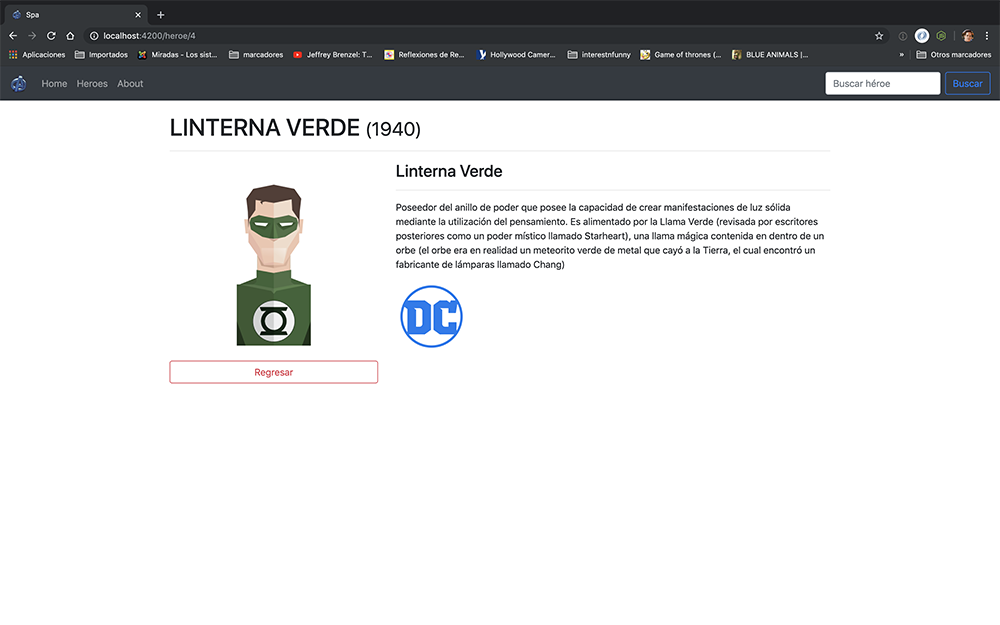 Spa
localhost:4200/heroe/4
Aplicaciones Importados Miradas - Los sist... marcadores Jeffrey Brenzel: T... Reflexiones de Re... Hollywood Camer... interestnfunny Game of thrones (... BLUE ANIMALS |... » Otros marcadores
Home Heroes About Buscar héroe Buscar
LINTERNA VERDE (1940)
Linterna Verde
Poseedor del anillo de poder que posee la capacidad de crear manifestaciones de luz sólida
mediante la utilización del pensamiento. Es alimentado por la Llama Verde (revisada por escritores
posteriores como un poder místico llamado Starheart), una llama mágica contenida en dentro de un
orbe (el orbe era en realidad un meteorito verde de metal que cayó a la Tierra, el cual encontró un
fabricante de lámparas llamado Chang)
DC
Regresar